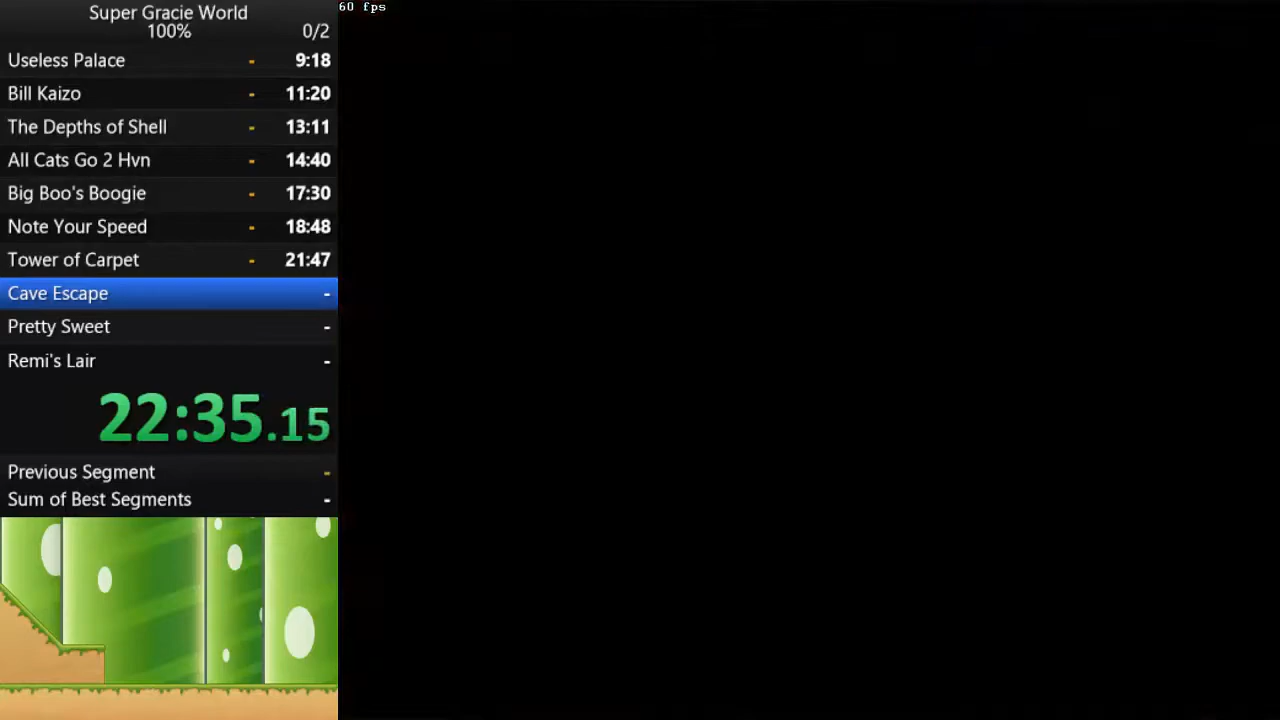 Super Gracie World
60 fps
100% 0/2
Useless Palace - 9:18
Bill Kaizo - 11:20
The Depths of Shell - 13:11
All Cats Go 2 Hvn - 14:40
Big Boo's Boogie - 17:30
Note Your Speed - 18:48
Tower of Carpet - 21:47
Cave Escape -
Pretty Sweet -
Remi's Lair -
22:35.15
Previous Segment -
Sum of Best Segments -